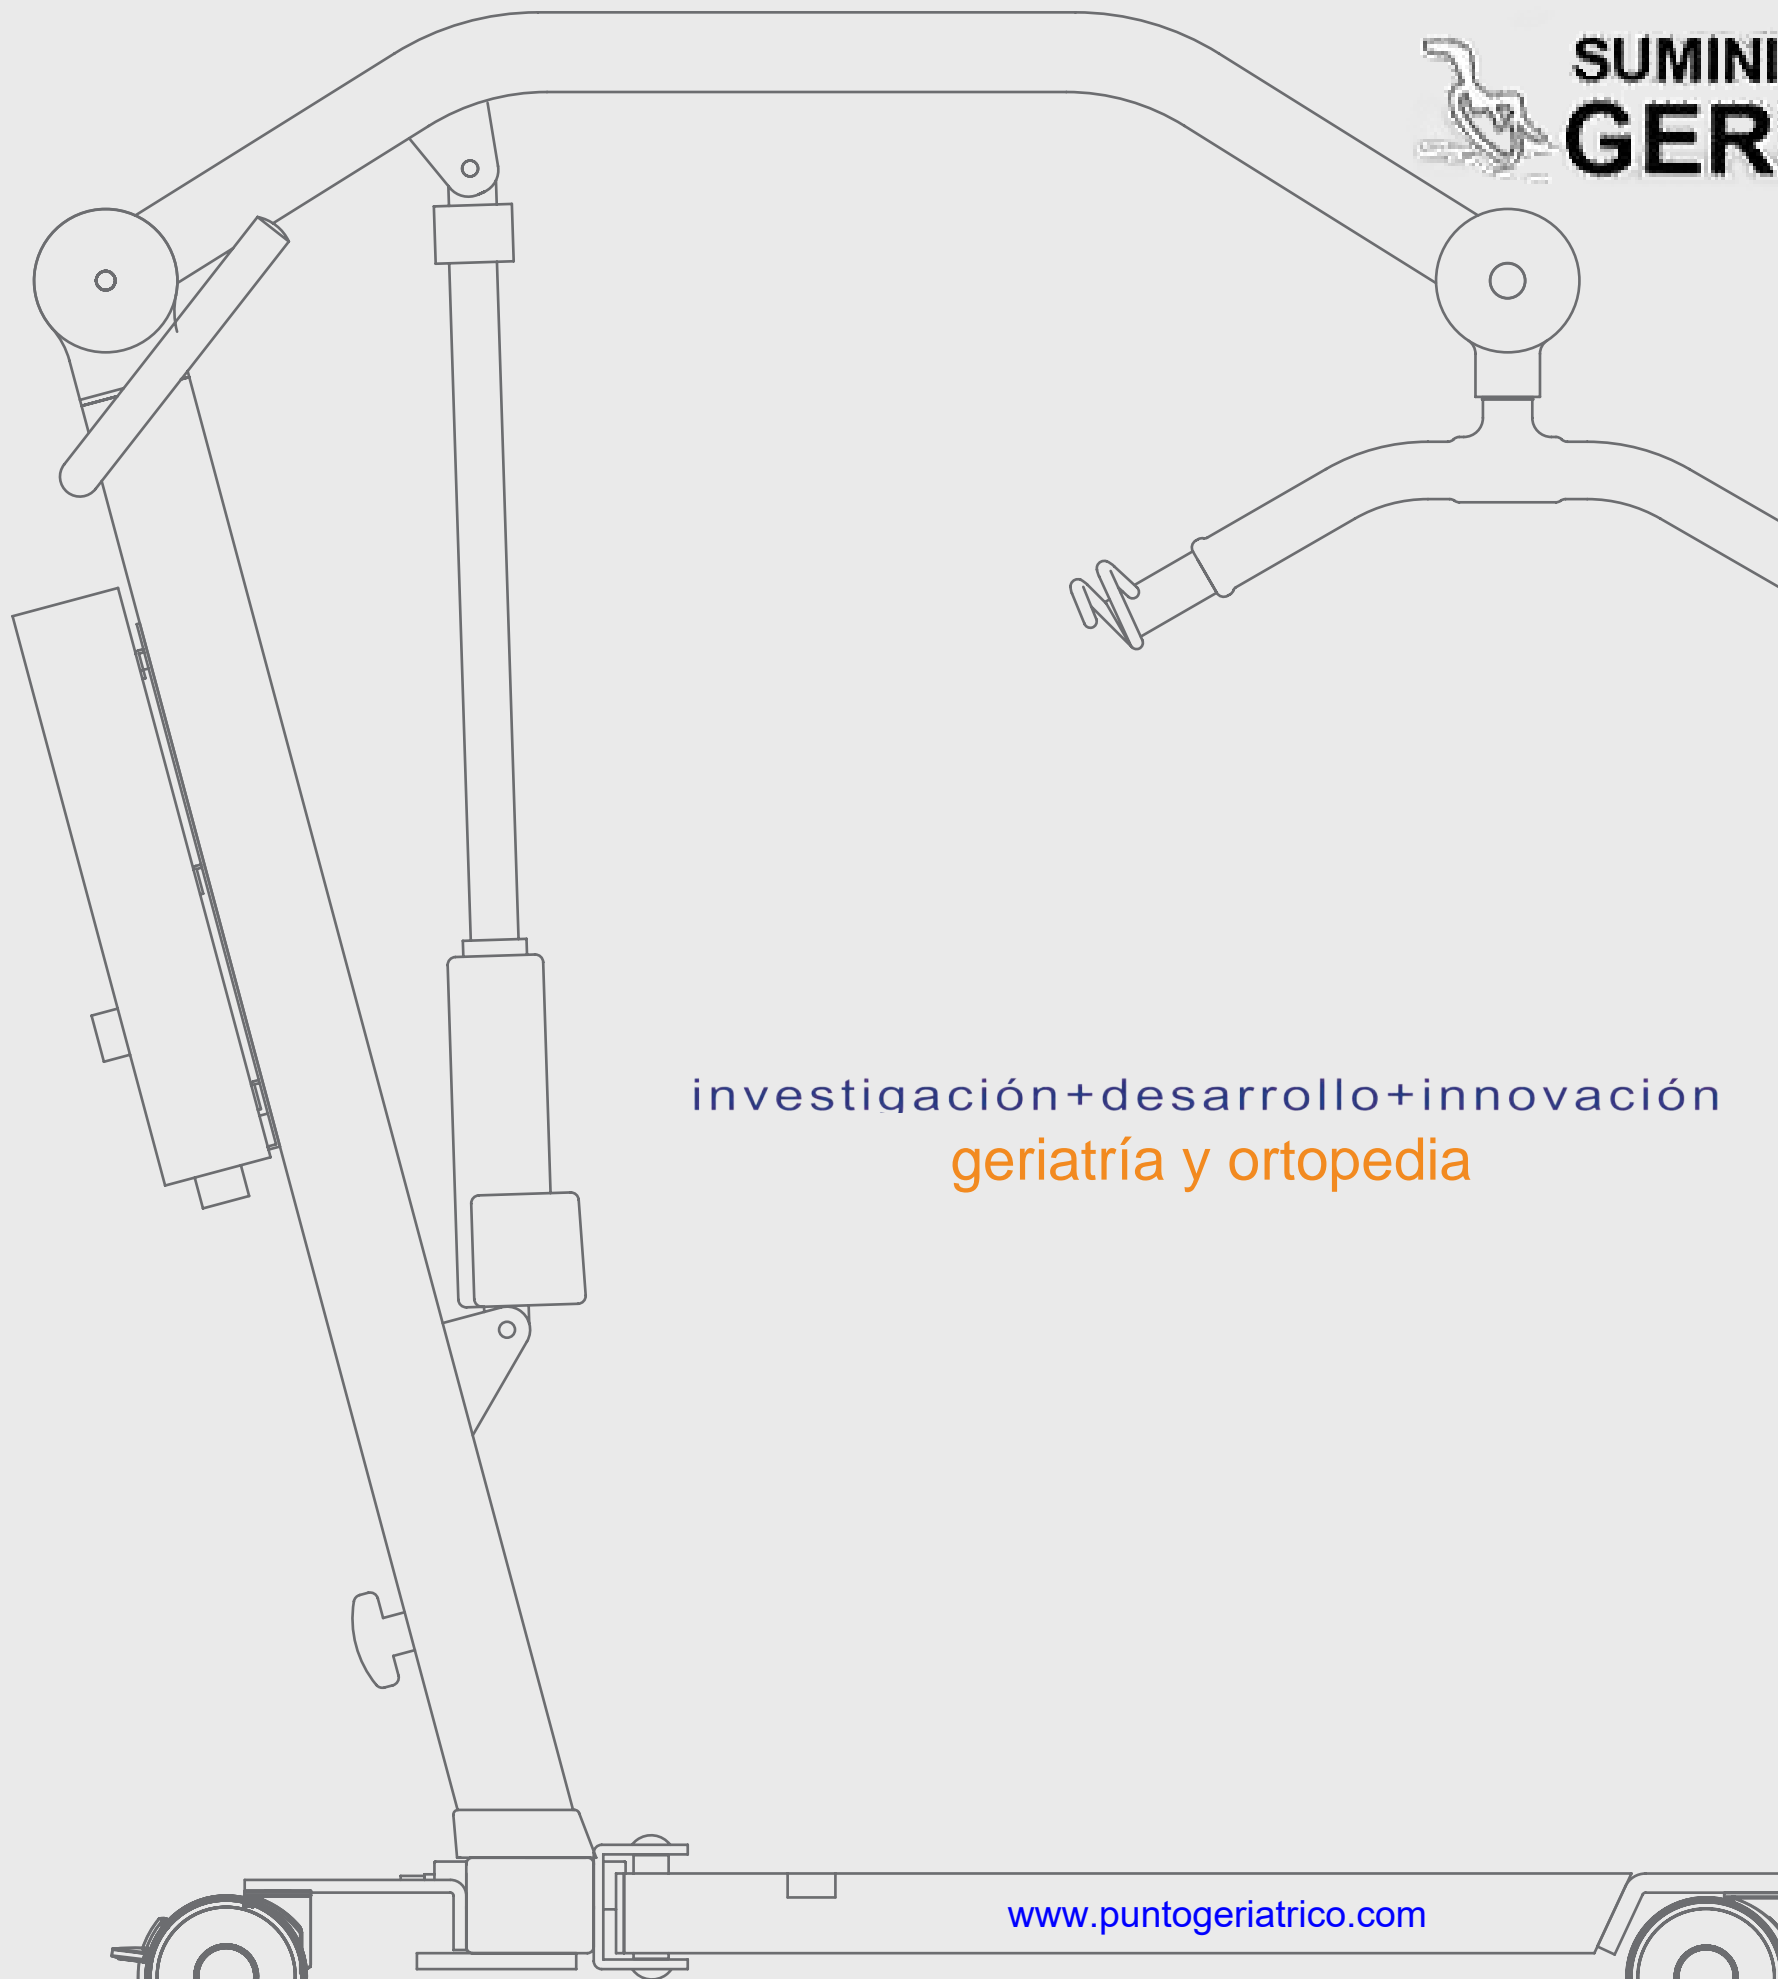 SUMINI
GER
investigación+desarrollo+innovación
geriatría y ortopedia
www.puntogeriatrico.com